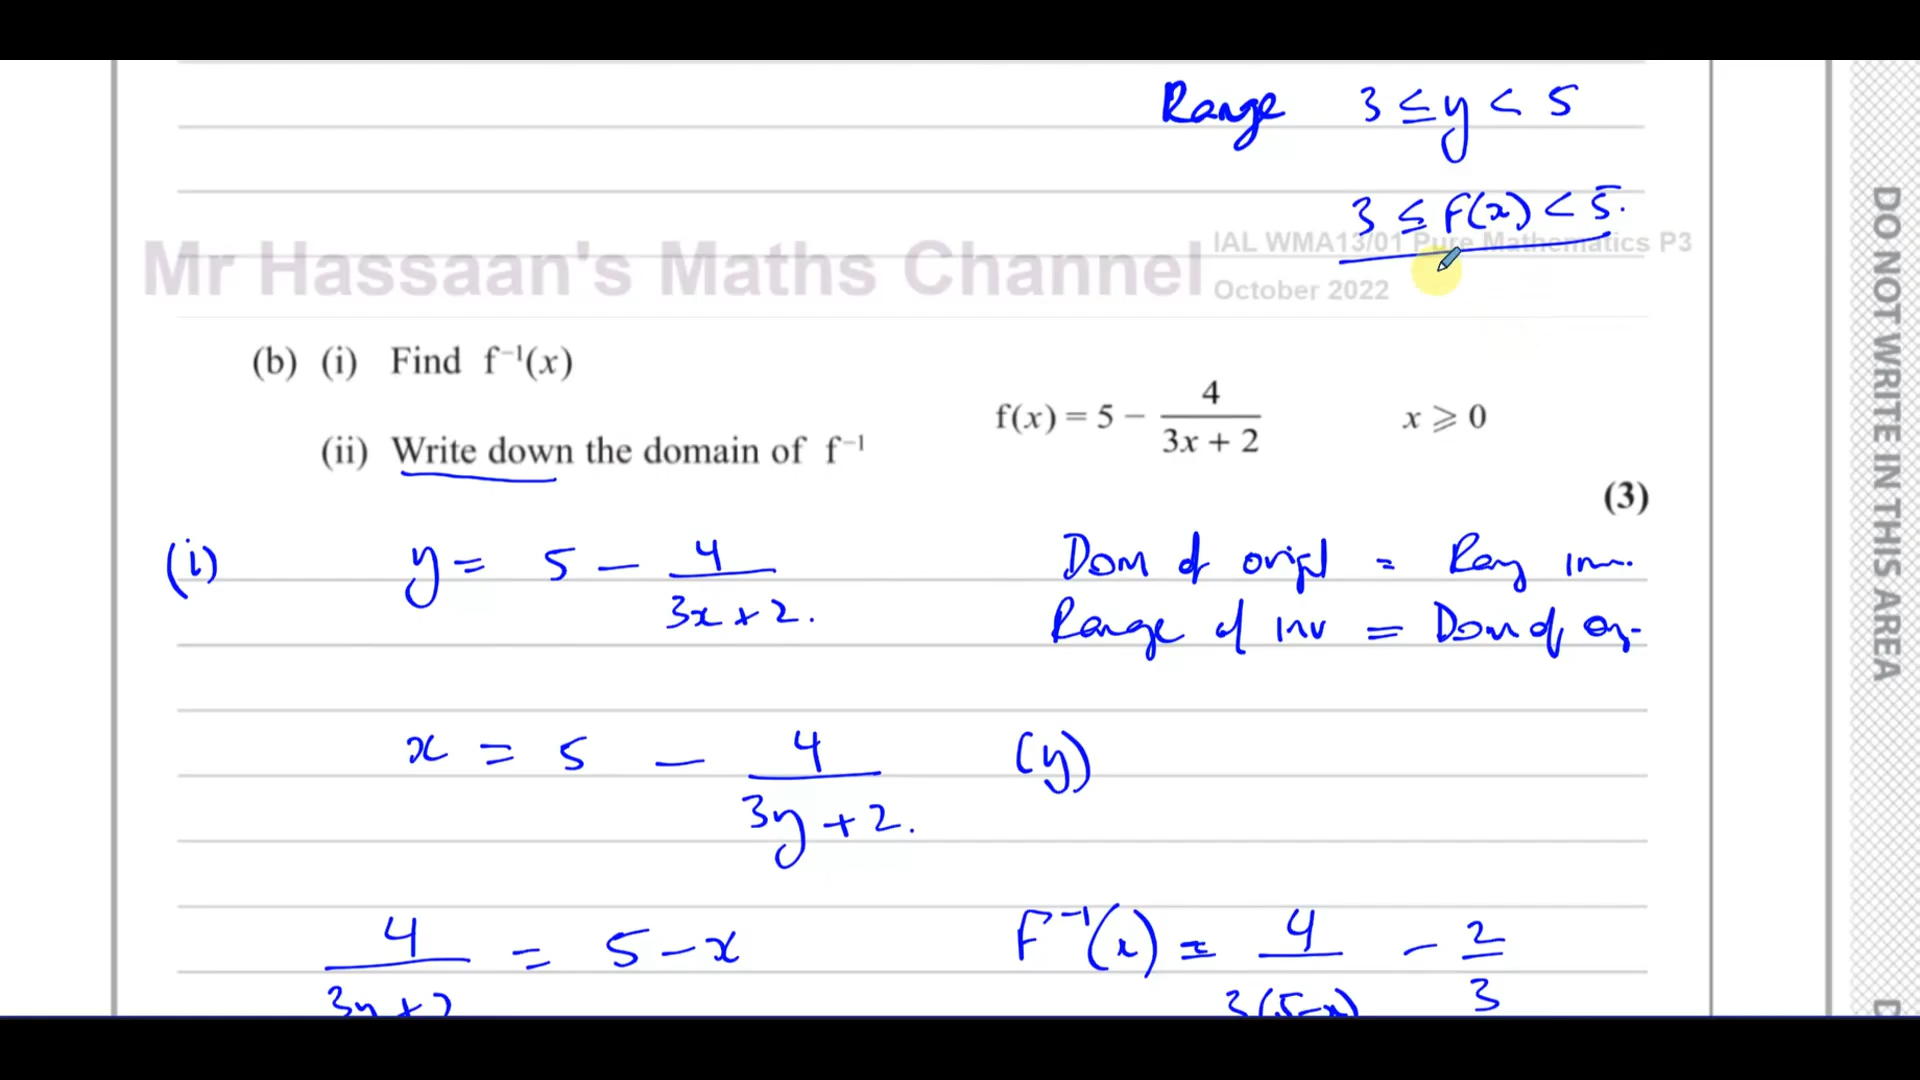 Range 3 ≤ y < 5
3 ≤ f(x) < 5.
Mr Hassaan's Maths Channel
IAL WMA13/01 Pure Mathematics P3
October 2022
(b) (i) Find f⁻¹(x)
f(x) = 5 − 4/(3x + 2) x ⩾ 0
(ii) Write down the domain of f⁻¹
(3)
(i) y = 5 − 4/(3x + 2).
Dom of = inv.
Range of inv = Dom of
x = 5 − 4/(3y + 2). (y)
4/(3y + 2) = 5 − x
F⁻¹(x) = 4/(3(5−x)) − 2/3
DO NOT WRITE IN THIS AREA
D